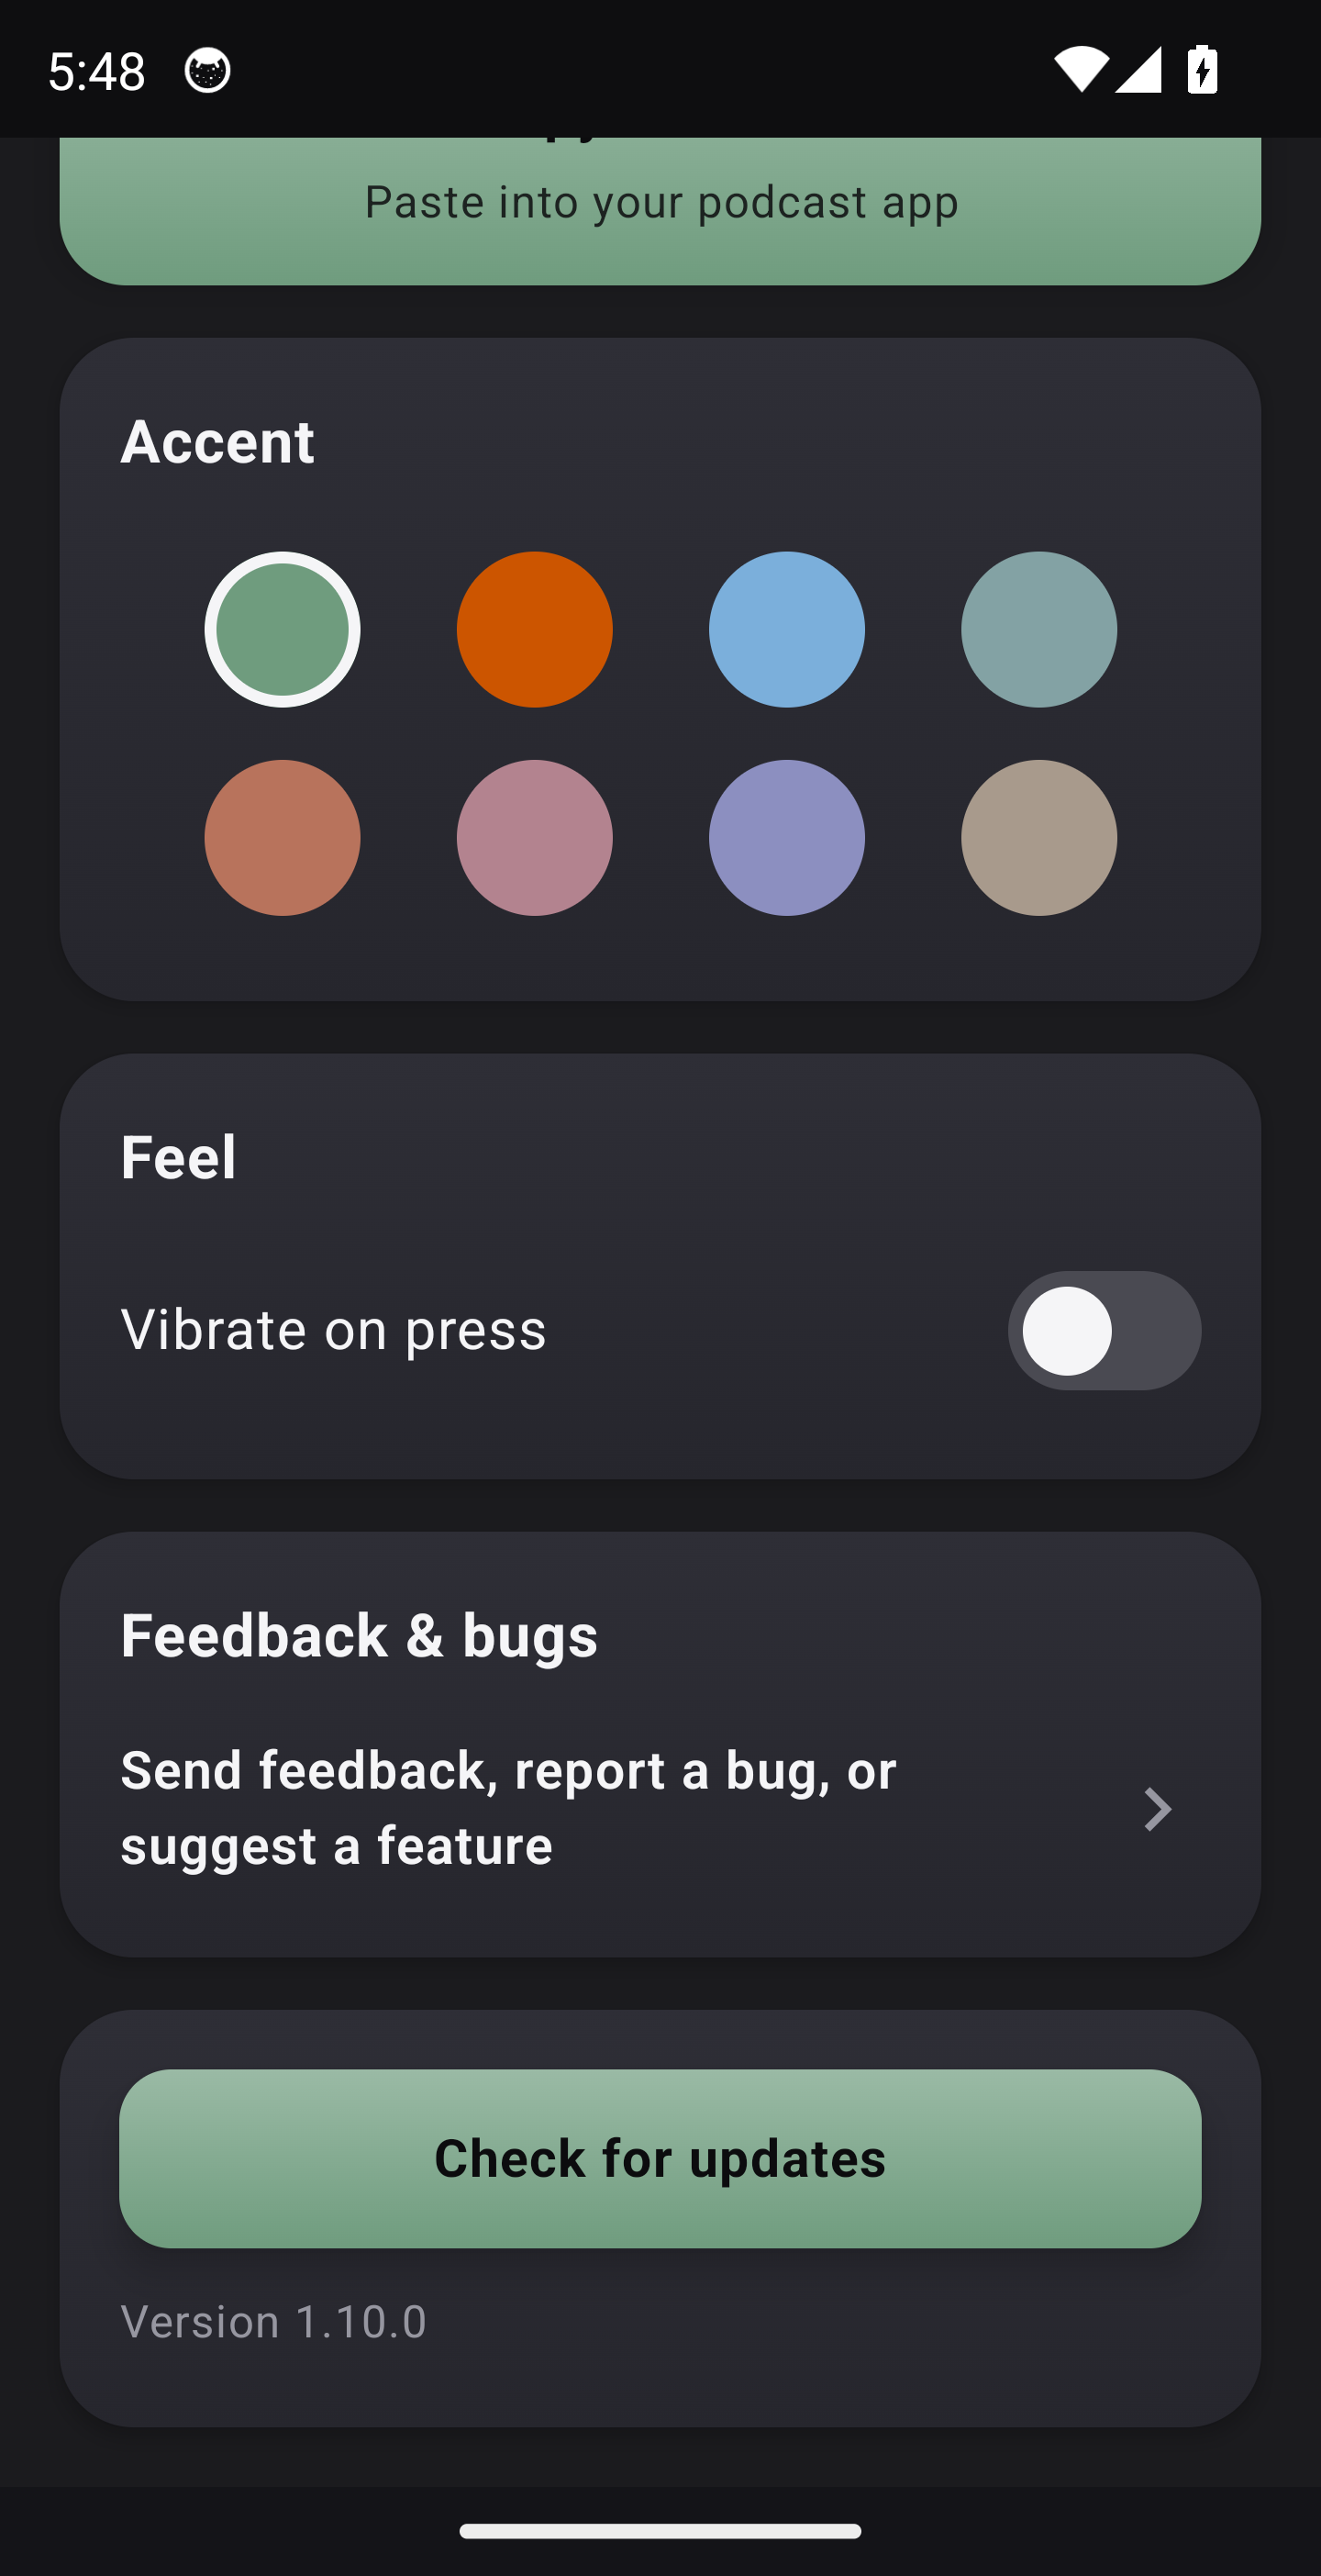 5:48
Paste into your podcast app
Accent
Feel
Vibrate on press
Feedback & bugs
Send feedback, report a bug, or
suggest a feature
Check for updates
Version 1.10.0